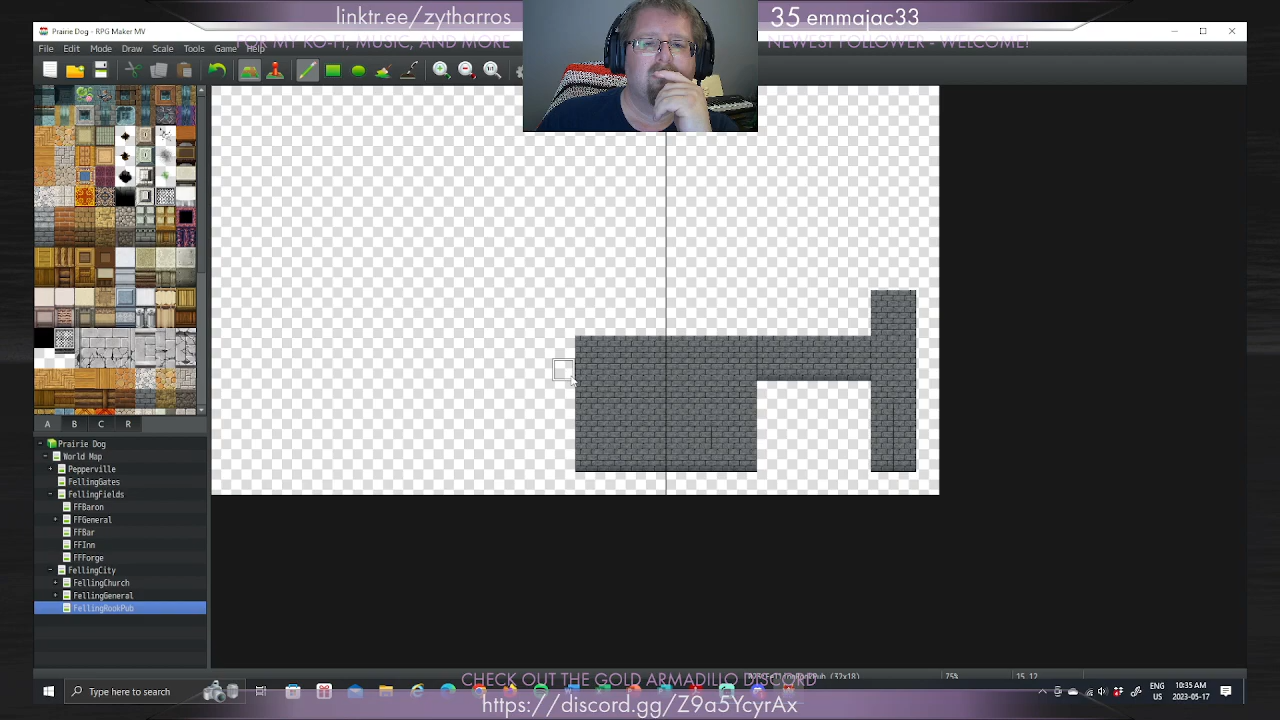 linktr.ee/zytharros
35 emmajac33
Prairie Dog - RPG Maker MV
FOR MY KO-FI, MUSIC, AND MORE
NEWEST FOLLOWER - WELCOME!
File Edit Mode Draw Scale Tools Game Help
A B C R
Prairie Dog
World Map
Pepperville
FellingGates
FellingFields
FFBaron
FFGeneral
FFBar
FFInn
FFForge
FellingCity
FellingChurch
FellingGeneral
FellingRookPub
CHECK OUT THE GOLD ARMADILLO DISCORD
75% 15,12
Type here to search
https://discord.gg/Z9a5YcyrAx
ENG
US
10:35 AM
2023-05-17